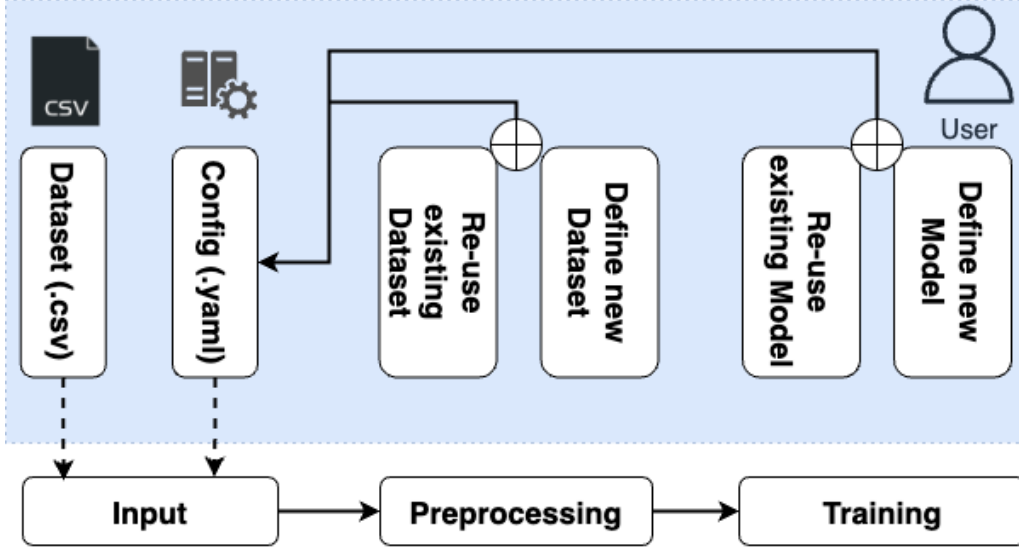 CSV
User
Dataset (.csv)
Config (.yaml)
Re-use
existing
Dataset
Define new
Dataset
Re-use
existing Model
Define new
Model
Input
Preprocessing
Training